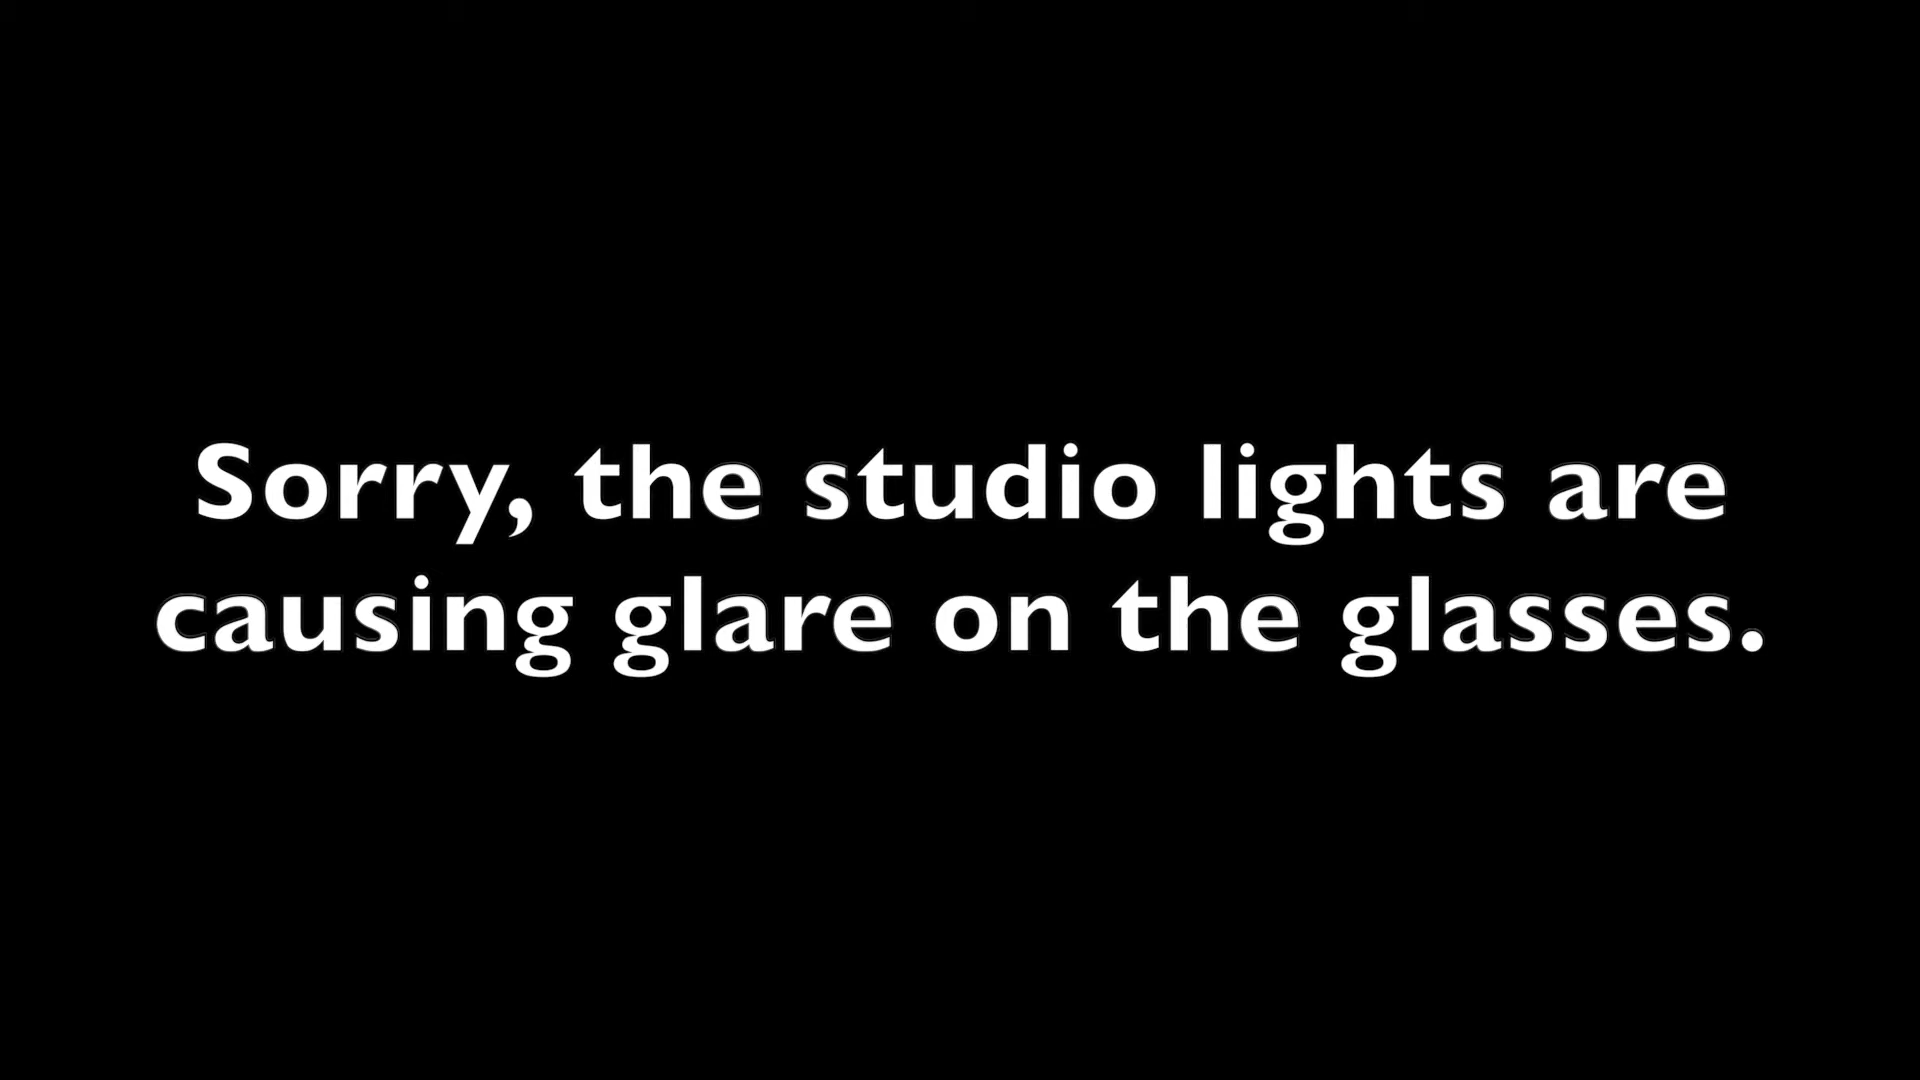 Sorry, the studio lights are
causing glare on the glasses.